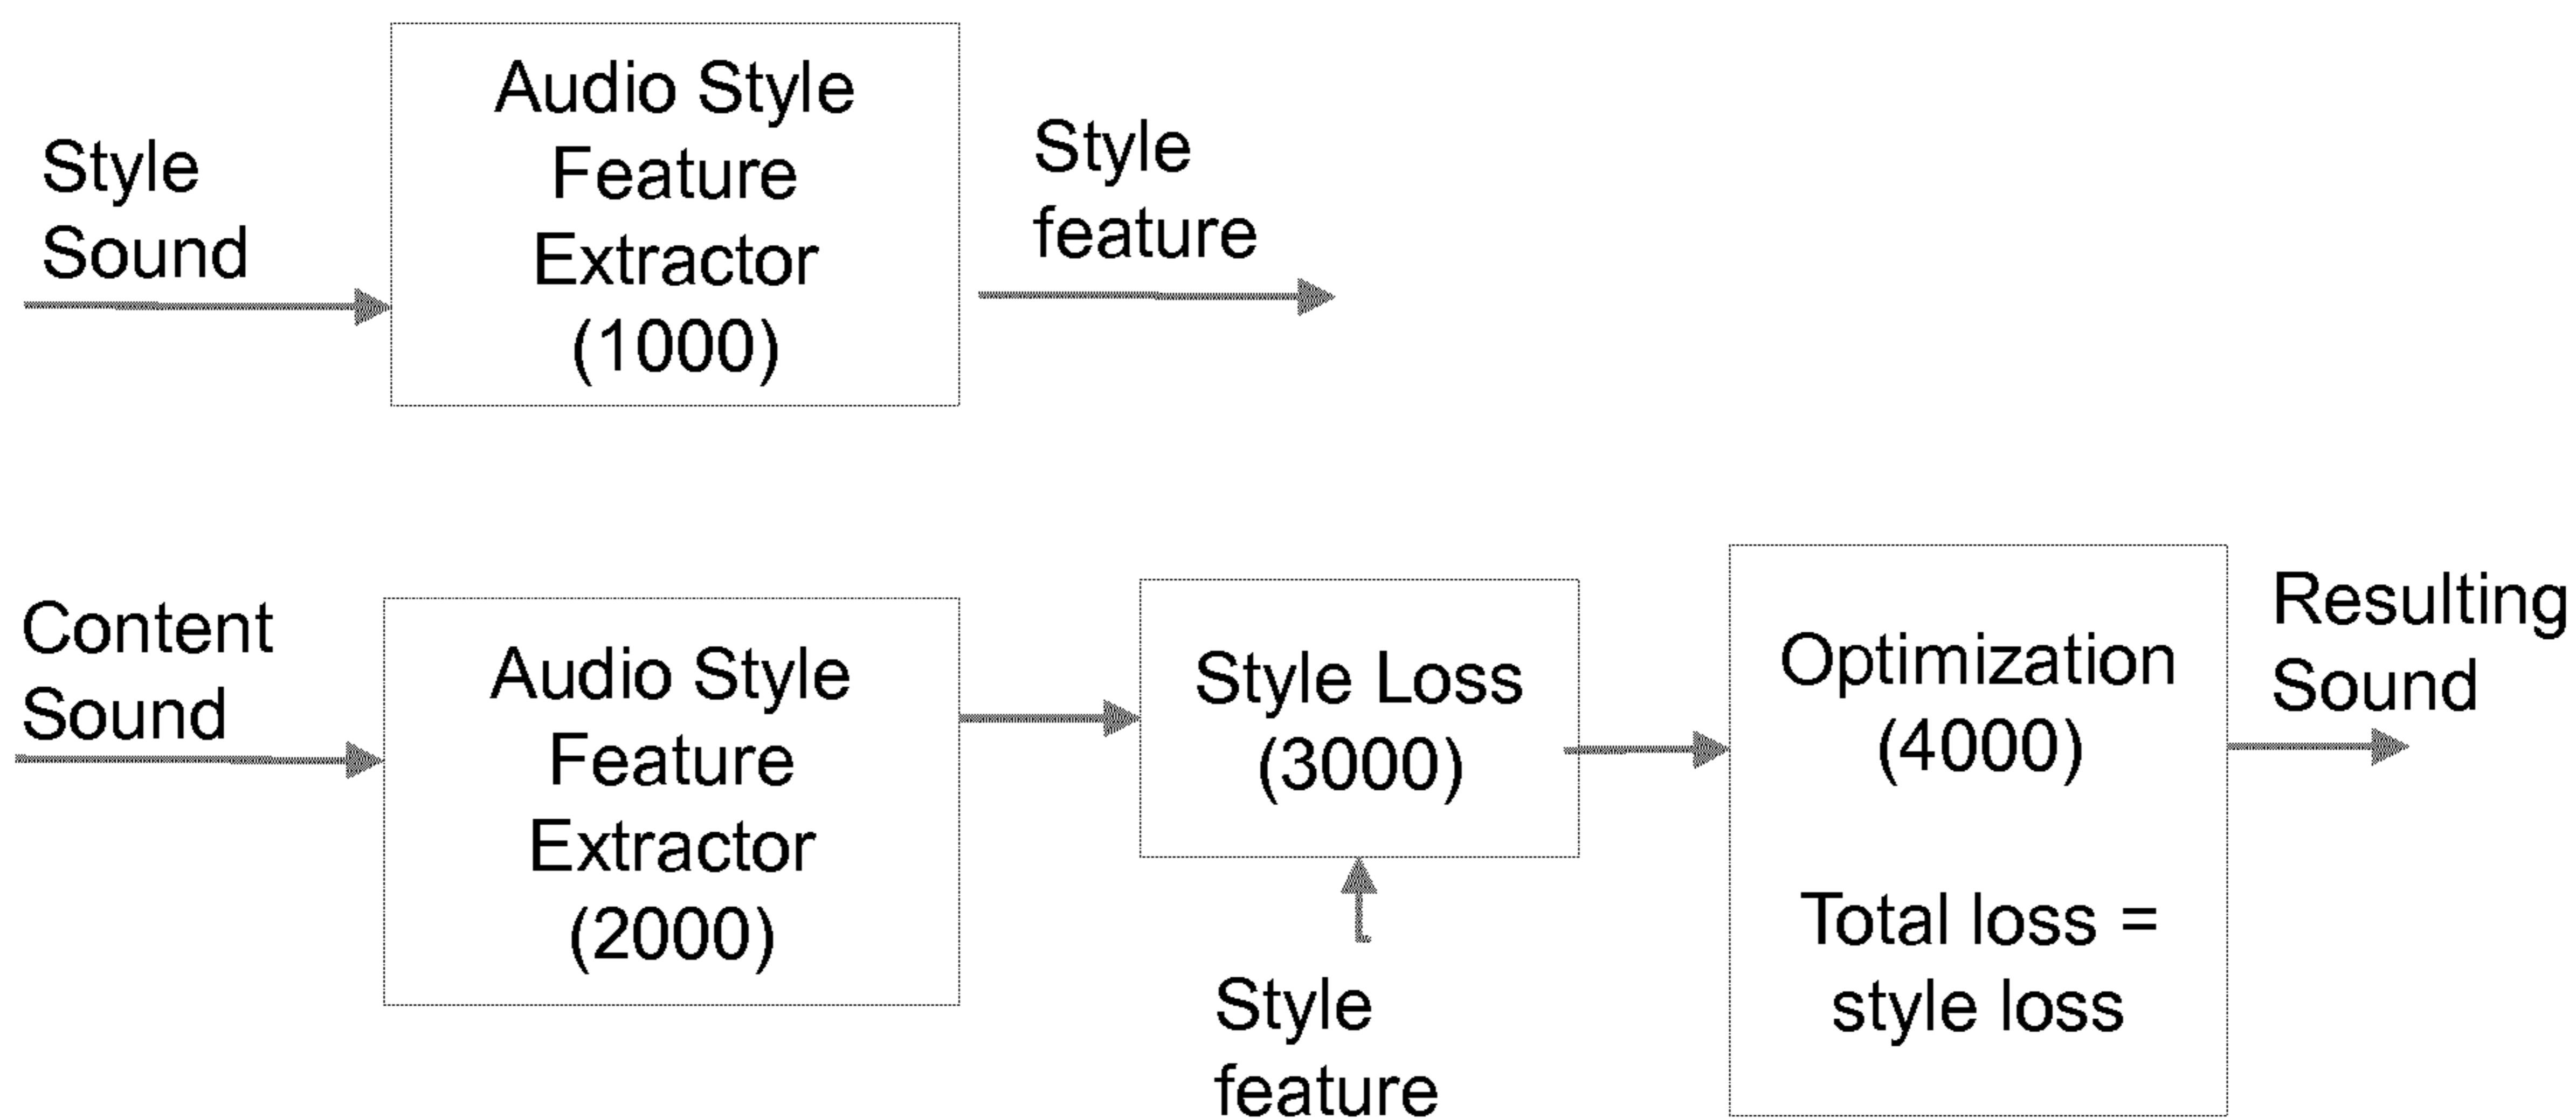 Style
Sound
Audio Style
Feature
Extractor
(1000)
Style
feature
Content
Sound
Audio Style
Feature
Extractor
(2000)
Style Loss
(3000)
Style
feature
Optimization
(4000)
Total loss =
style loss
Resulting
Sound